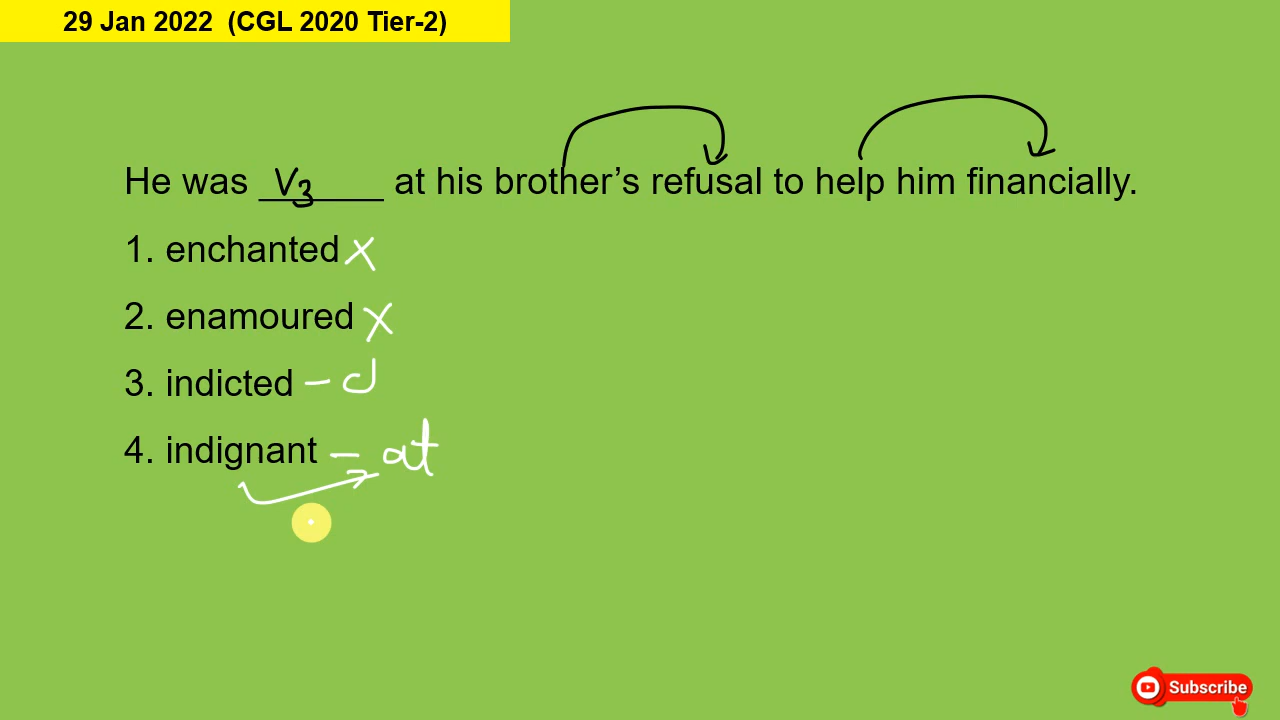 29 Jan 2022 (CGL 2020 Tier-2)
He was __V3__ at his brother’s refusal to help him financially.
1. enchanted x
2. enamoured x
3. indicted – d
4. indignant – at
Subscribe